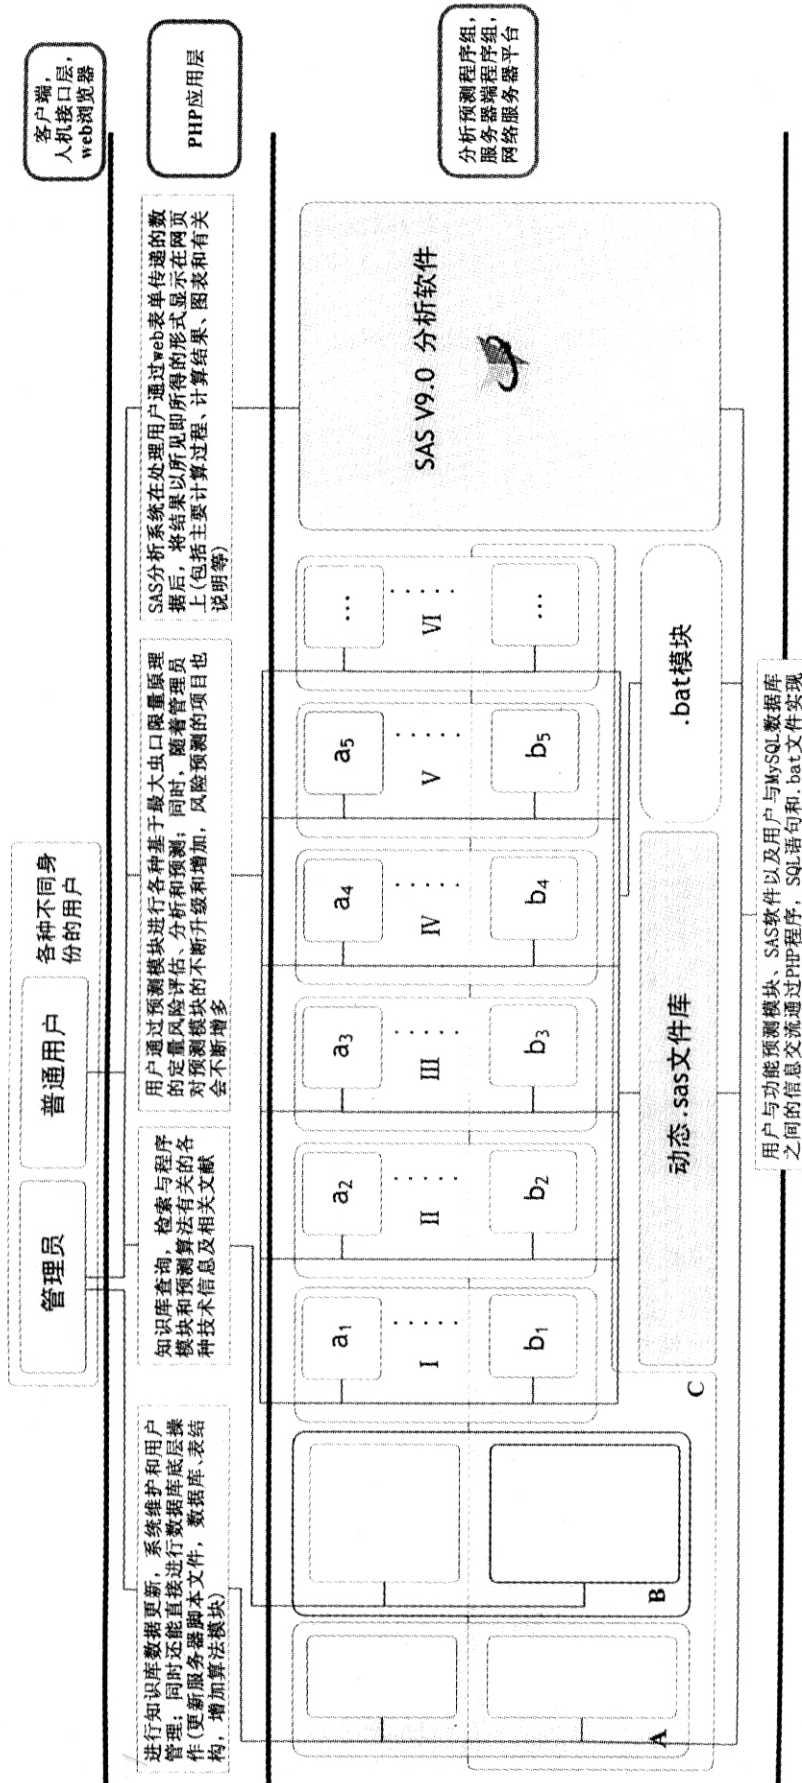 管理员
普通用户
各种不同身
份的用户
客户端,
人机接口层,
web浏览器
进行知识库数据更新, 系统维护和用户
管理; 同时还能直接进行数据库底层操
作(更新服务器脚本文件, 数据库、表结
构, 增加算法模块)
知识库查询, 检索与程序
模块和预测算法有关的各
种技术信息及相关文献
用户通过预测模块进行各种基于最大虫口限量原理
的定量风险评估、分析和预测; 同时, 随着管理员
对预测模块的不断升级和增加, 风险预测的项目也
会不断增多
SAS分析系统在处理用户通过web表单传递的数
据后, 将结果以所见即所得的形式显示在网页
上(包括主要计算过程、计算结果、图表和有关
说明等)
PHP应用层
A
B
C
a1
I
b1
a2
II
b2
a3
III
b3
a4
IV
b4
a5
V
b5
...
VI
...
SAS V9.0 分析软件
分析预测程序组,
服务器端程序组,
网络服务器平台
动态.sas文件库
.bat模块
用户与功能预测模块、SAS软件以及用户与MySQL数据库
之间的信息交流通过PHP程序, SQL语句和.bat文件实现